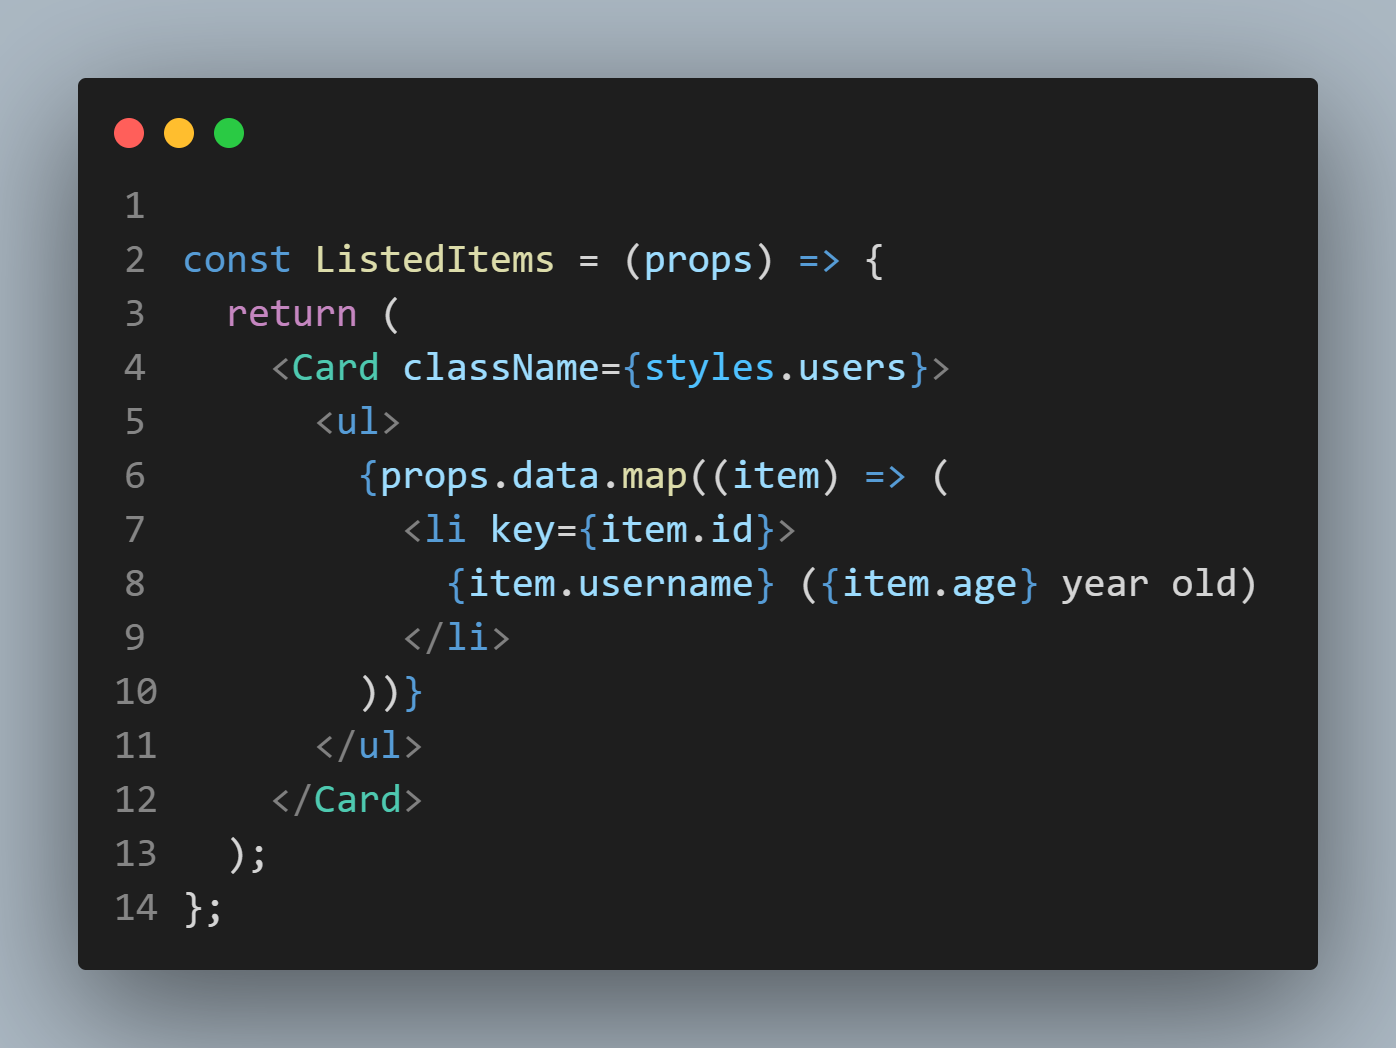 1
2 const ListedItems = (props) => {
3   return (
4     <Card className={styles.users}>
5       <ul>
6         {props.data.map((item) => (
7           <li key={item.id}>
8             {item.username} ({item.age} year old)
9           </li>
10         ))}
11       </ul>
12     </Card>
13   );
14 };